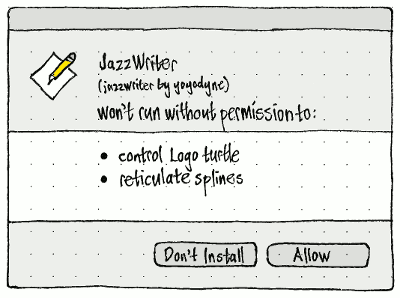 JazzWriter
(jazzwriter by yoyodyne)
won't run without permission to:
• control Logo turtle
• reticulate splines
Don't Install
Allow